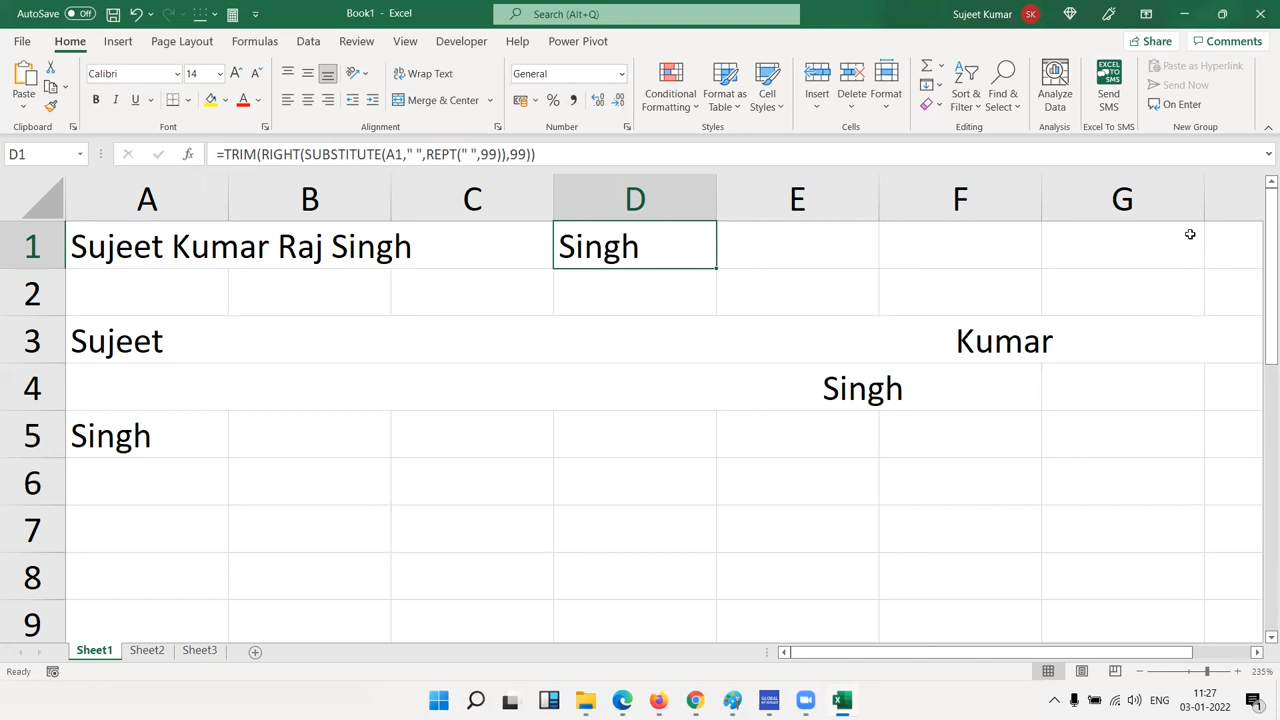 AutoSave Off Book1 - Excel Search (Alt+Q) Sujeet Kumar SK
File Home Insert Page Layout Formulas Data Review View Developer Help Power Pivot Share Comments
Paste Calibri 14 Wrap Text General Conditional Formatting Format as Table Cell Styles Insert Delete Format Sort & Filter Find & Select Analyze Data EXCEL TO SMS Send SMS Paste as Hyperlink
Send Now
B I U A Merge & Center % On Enter
Clipboard Font Alignment Number Styles Cells Editing Analysis Excel To SMS New Group
D1 fx =TRIM(RIGHT(SUBSTITUTE(A1," ",REPT(" ",99)),99))
A B C D E F G
1 Sujeet Kumar Raj Singh Singh
2
3 Sujeet Kumar
4 Singh
5 Singh
6
7
8
9
Sheet1 Sheet2 Sheet3
Ready 235%
GLOBAL ENG 11:27
03-01-2022